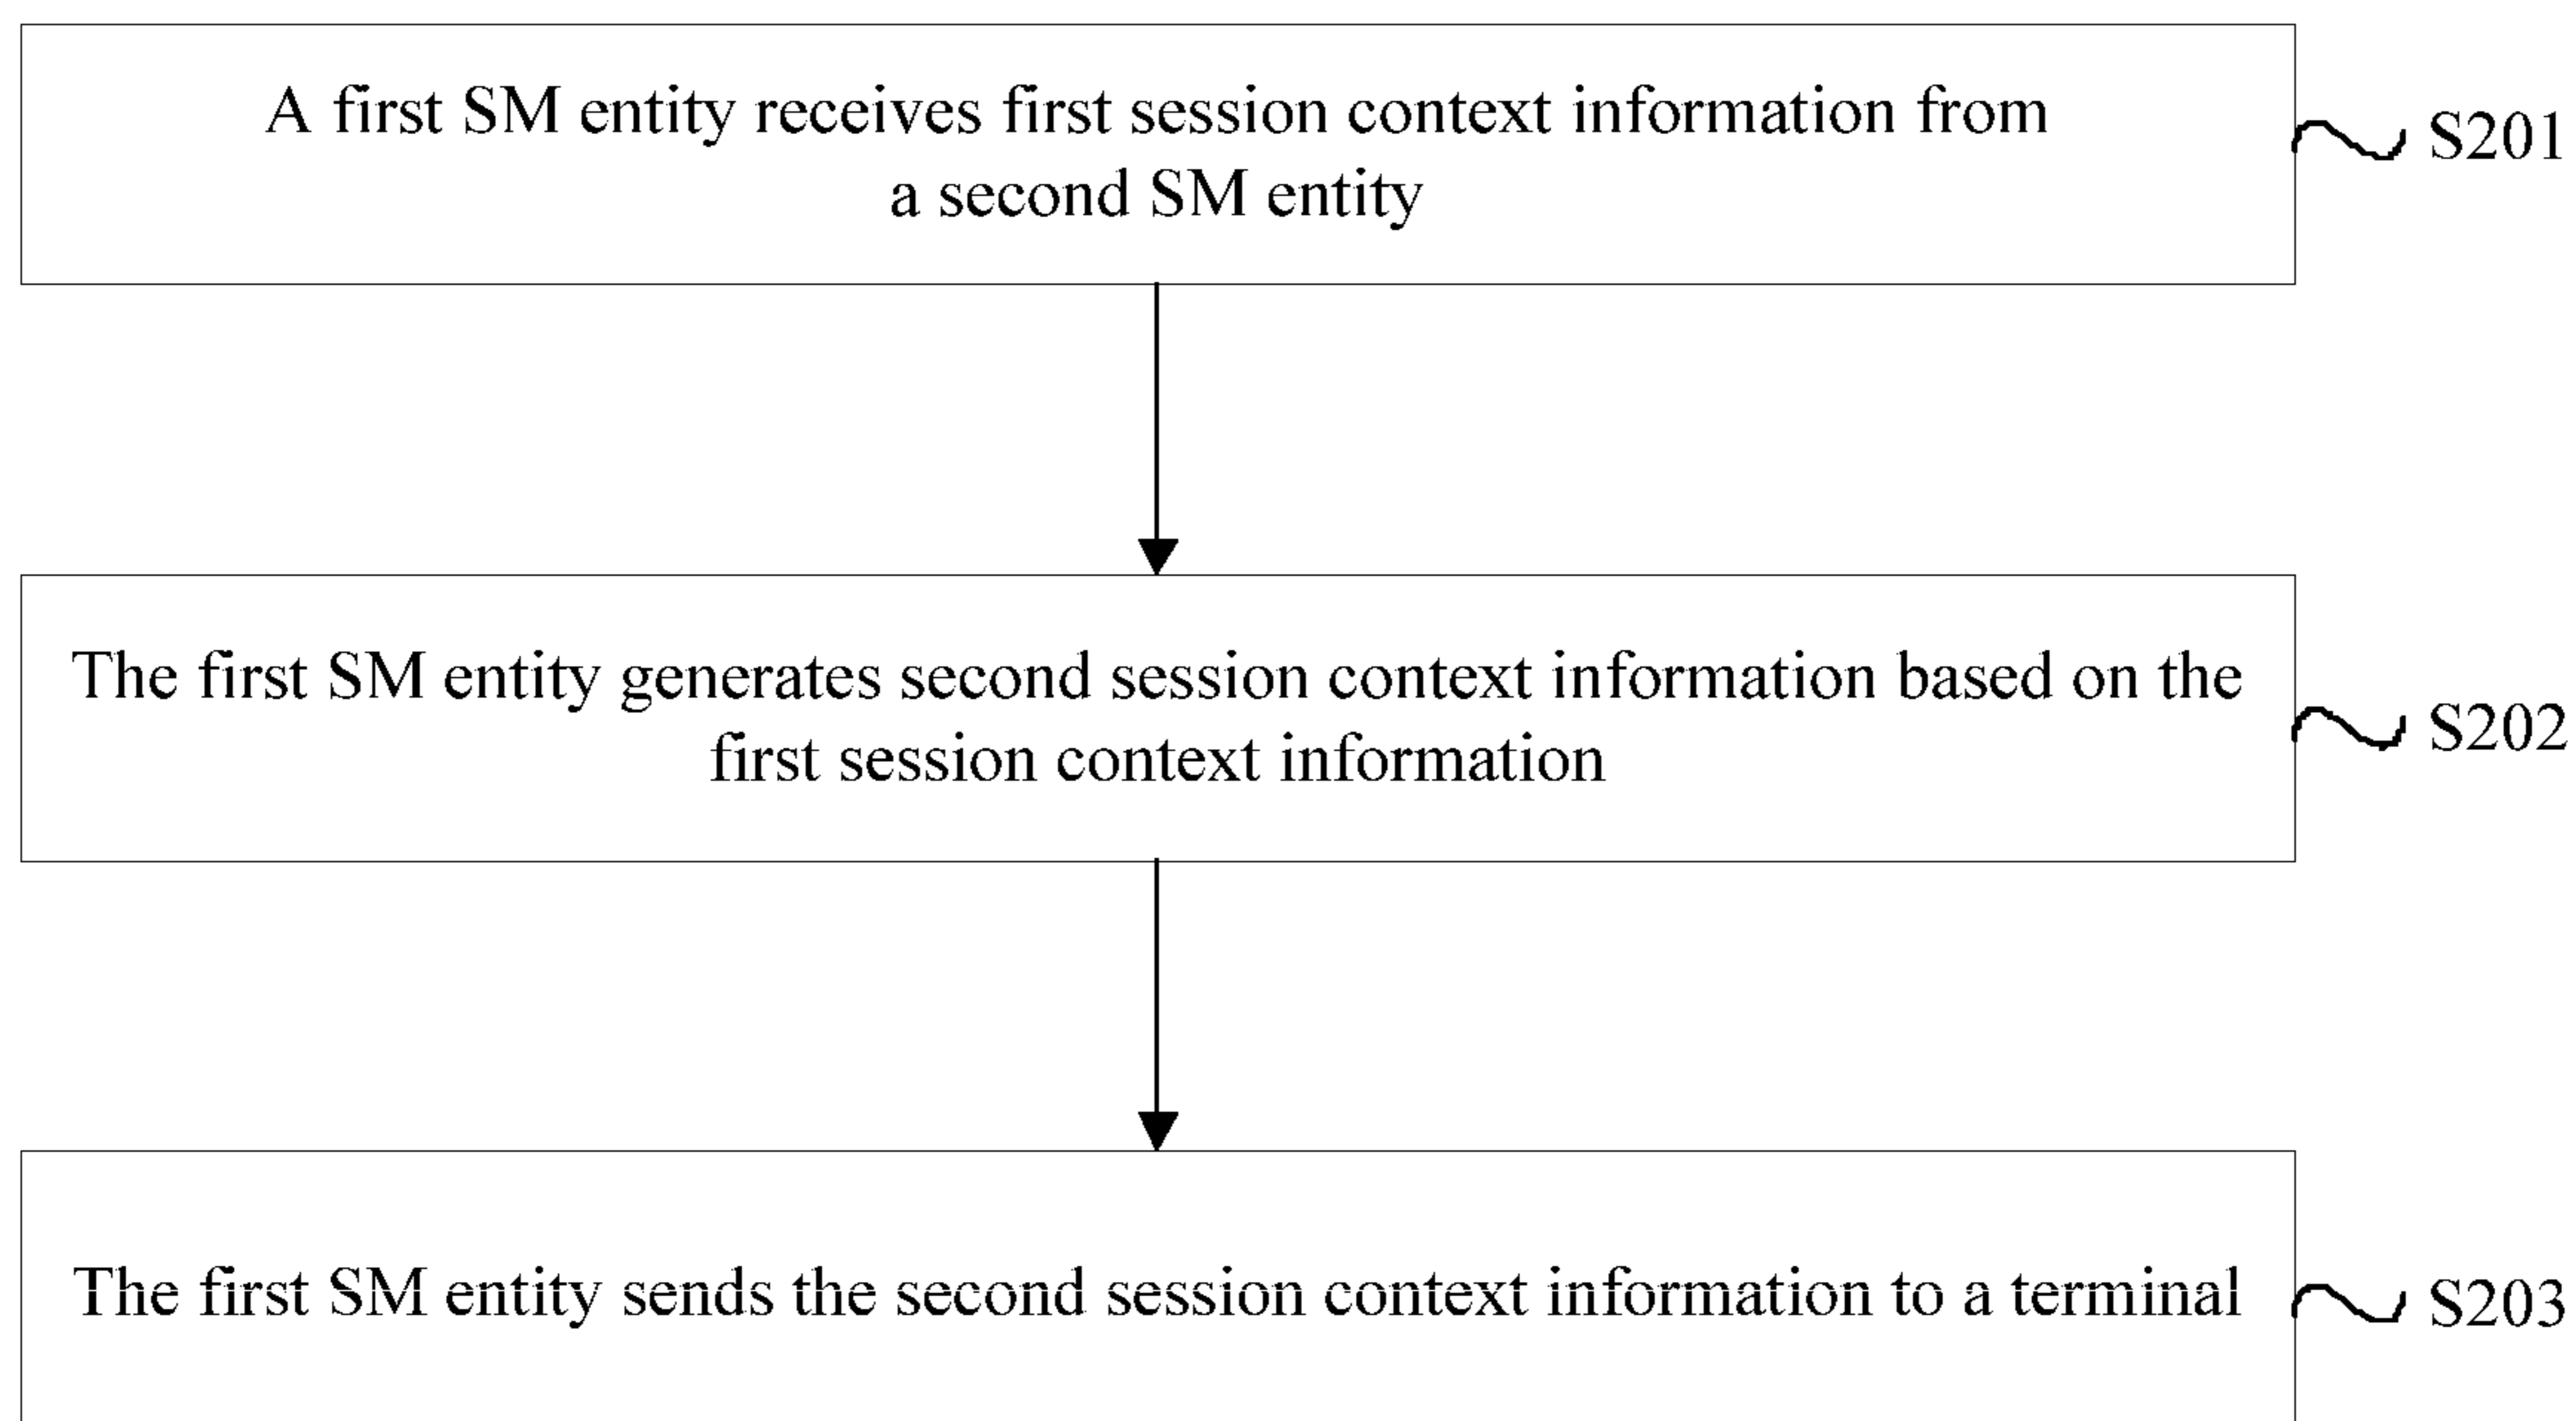 A first SM entity receives first session context information from
a second SM entity
S201
The first SM entity generates second session context information based on the
first session context information
S202
The first SM entity sends the second session context information to a terminal
S203